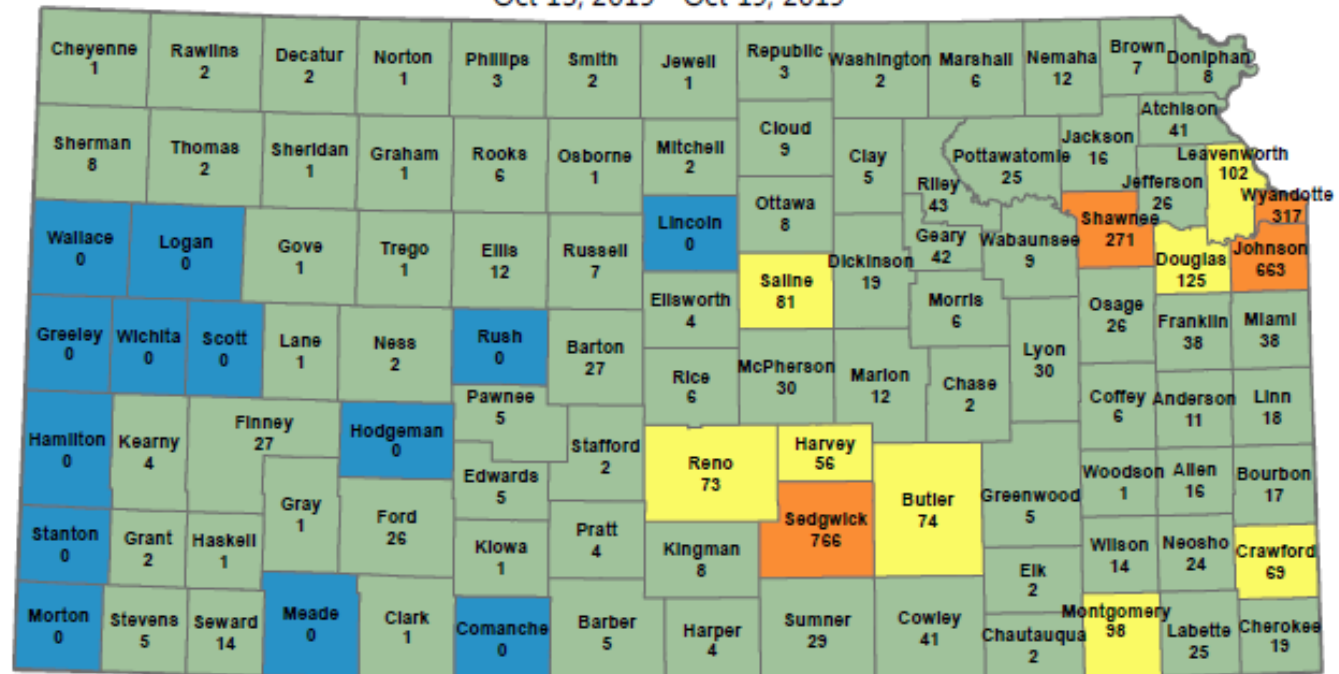 Cheyenne
1
Rawlins
2
Decatur
2
Norton
1
Phillips
3
Smith
2
Jewell
1
Republic
3
Washington
2
Marshall
6
Nemaha
12
Brown
7
Doniphan
8
Atchison
41
Sherman
8
Thomas
2
Sheridan
1
Graham
1
Rooks
6
Osborne
1
Mitchell
2
Cloud
9
Clay
5
Riley
43
Pottawatomie
25
Jackson
16
Jefferson
26
Leavenworth
102
Wyandotte
317
Wallace
0
Logan
0
Gove
1
Trego
1
Ellis
12
Russell
7
Lincoln
0
Ottawa
8
Saline
81
Dickinson
19
Geary
42
Wabaunsee
9
Shawnee
271
Douglas
125
Johnson
663
Greeley
0
Wichita
0
Scott
0
Lane
1
Ness
2
Rush
0
Barton
27
Ellsworth
4
Rice
6
McPherson
30
Marion
12
Morris
6
Chase
2
Lyon
30
Osage
26
Franklin
38
Miami
38
Coffey
6
Anderson
11
Linn
18
Hamilton
0
Kearny
4
Finney
27
Hodgeman
0
Pawnee
5
Edwards
5
Stafford
2
Reno
73
Harvey
56
Sedgwick
766
Butler
74
Greenwood
5
Woodson
1
Allen
16
Bourbon
17
Stanton
0
Grant
2
Haskell
1
Gray
1
Ford
26
Kiowa
1
Pratt
4
Kingman
8
Elk
2
Wilson
14
Neosho
24
Crawford
69
Morton
0
Stevens
5
Seward
14
Meade
0
Clark
1
Comanche
0
Barber
5
Harper
4
Sumner
29
Cowley
41
Chautauqua
2
Montgomery
98
Labette
25
Cherokee
19